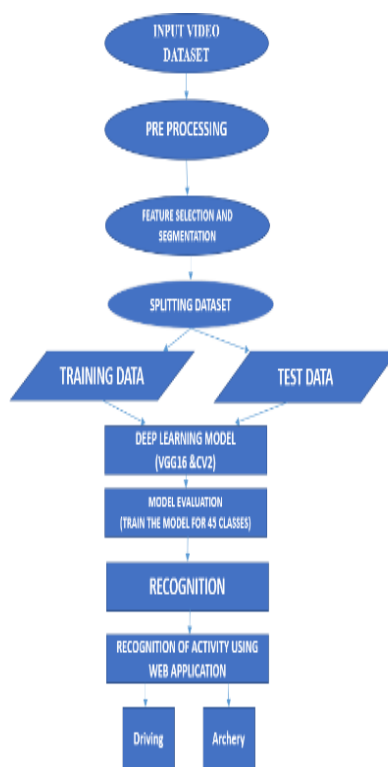 INPUT VIDEO
DATASET
PRE PROCESSING
FEATURE SELECTION AND
SEGMENTATION
SPLITTING DATASET
TRAINING DATA
TEST DATA
DEEP LEARNING MODEL
(VGG16 &CV2)
MODEL EVALUATION
(TRAIN THE MODEL FOR 45 CLASSES)
RECOGNITION
RECOGNITION OF ACTIVITY USING
WEB APPLICATION
Driving
Archery